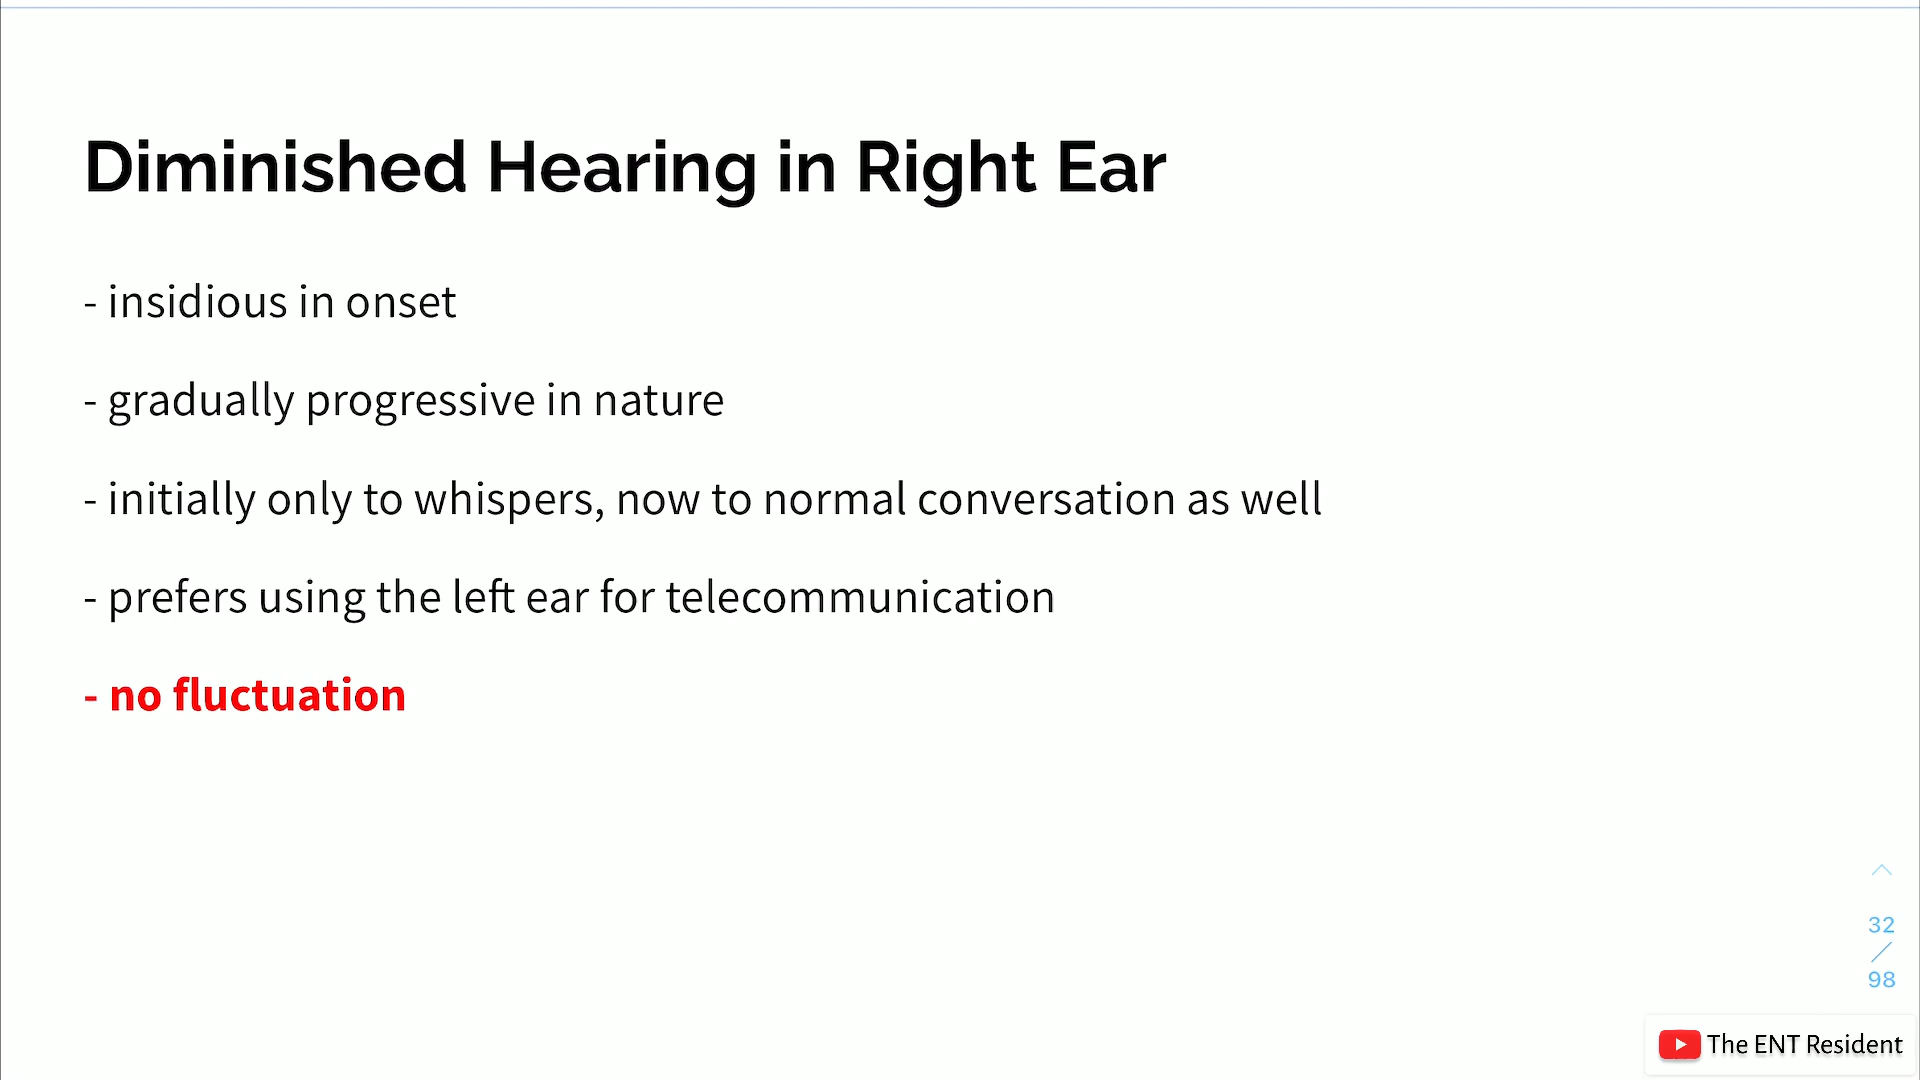 Diminished Hearing in Right Ear
- insidious in onset
- gradually progressive in nature
- initially only to whispers, now to normal conversation as well
- prefers using the left ear for telecommunication
- no fluctuation
32
/
98
The ENT Resident